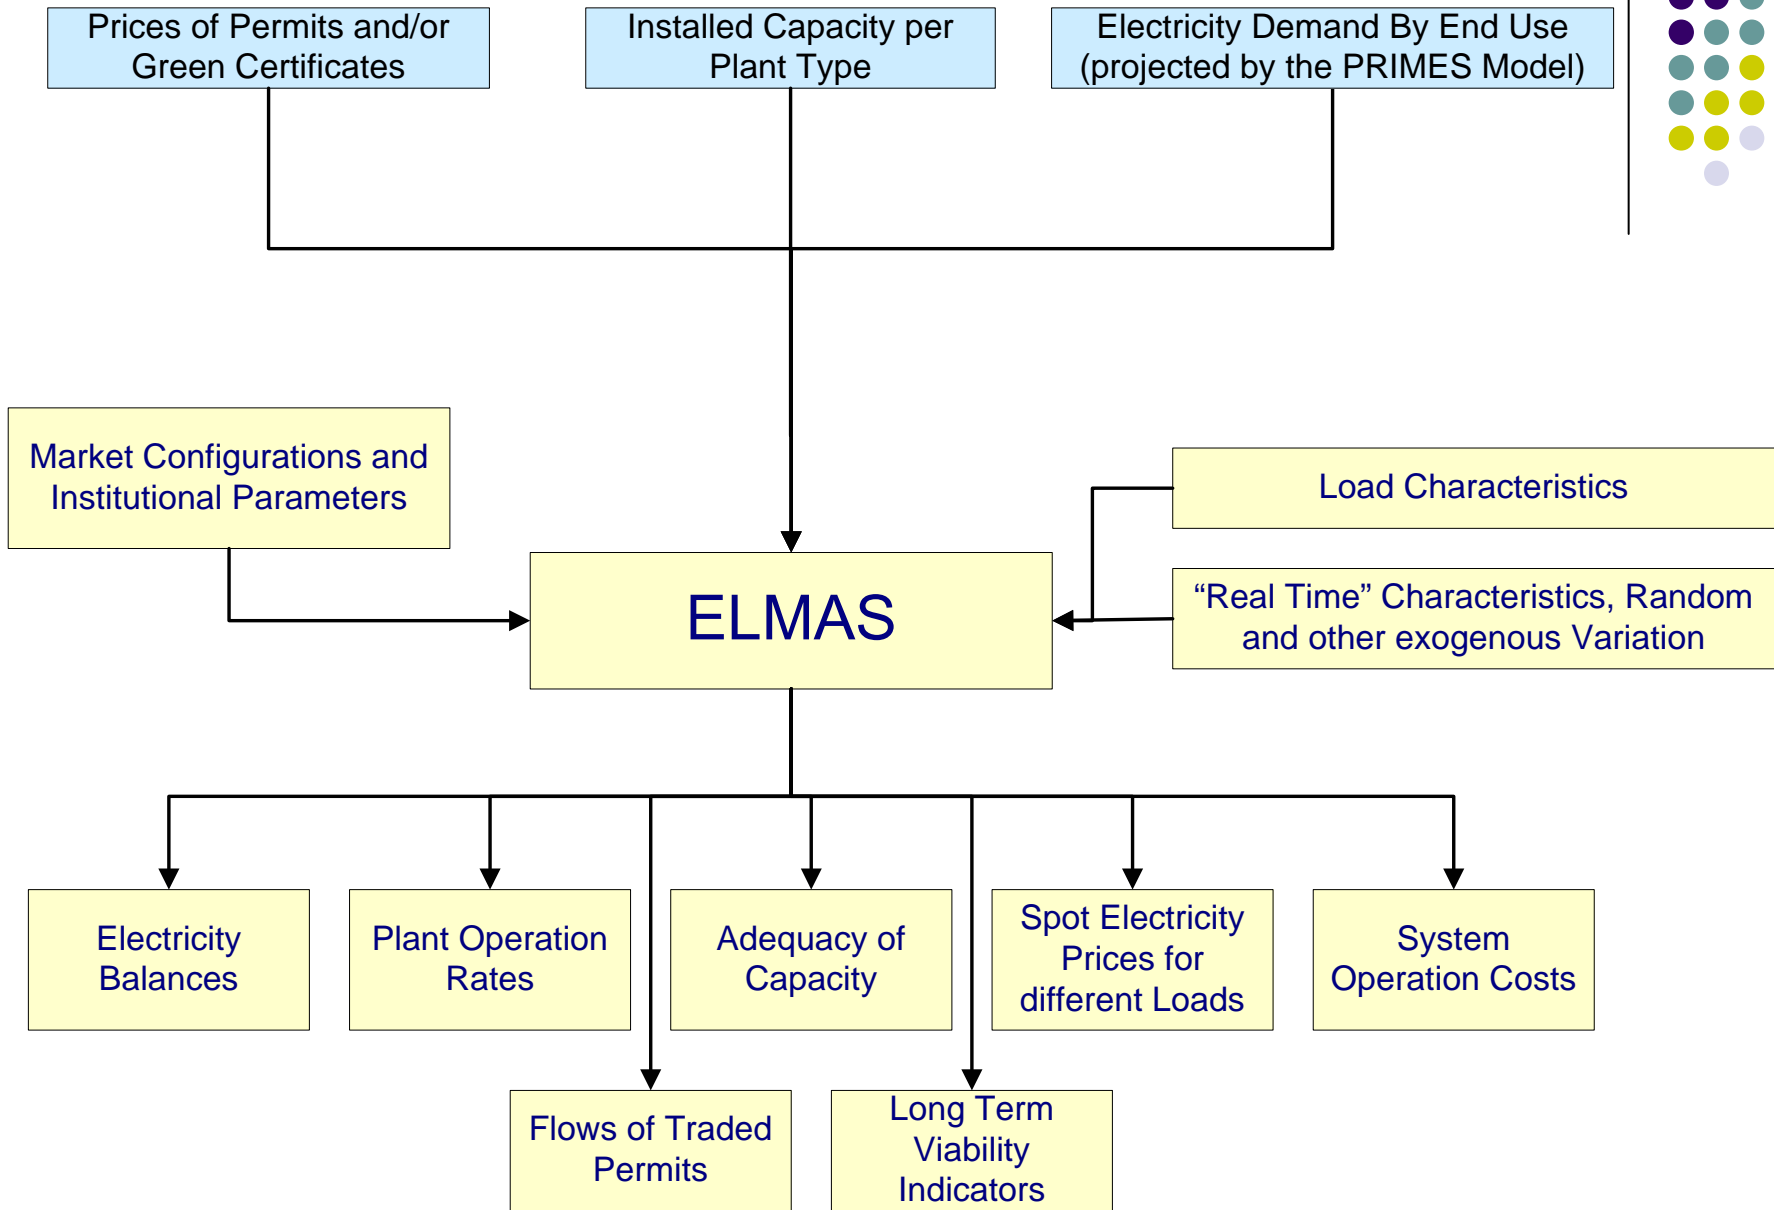 Prices of Permits and/or
Green Certificates
Installed Capacity per
Plant Type
Electricity Demand By End Use
(projected by the PRIMES Model)
Market Configurations and
Institutional Parameters
Load Characteristics
“Real Time” Characteristics, Random
and other exogenous Variation
ELMAS
Electricity
Balances
Plant Operation
Rates
Adequacy of
Capacity
Spot Electricity
Prices for
different Loads
System
Operation Costs
Flows of Traded
Permits
Long Term
Viability
Indicators